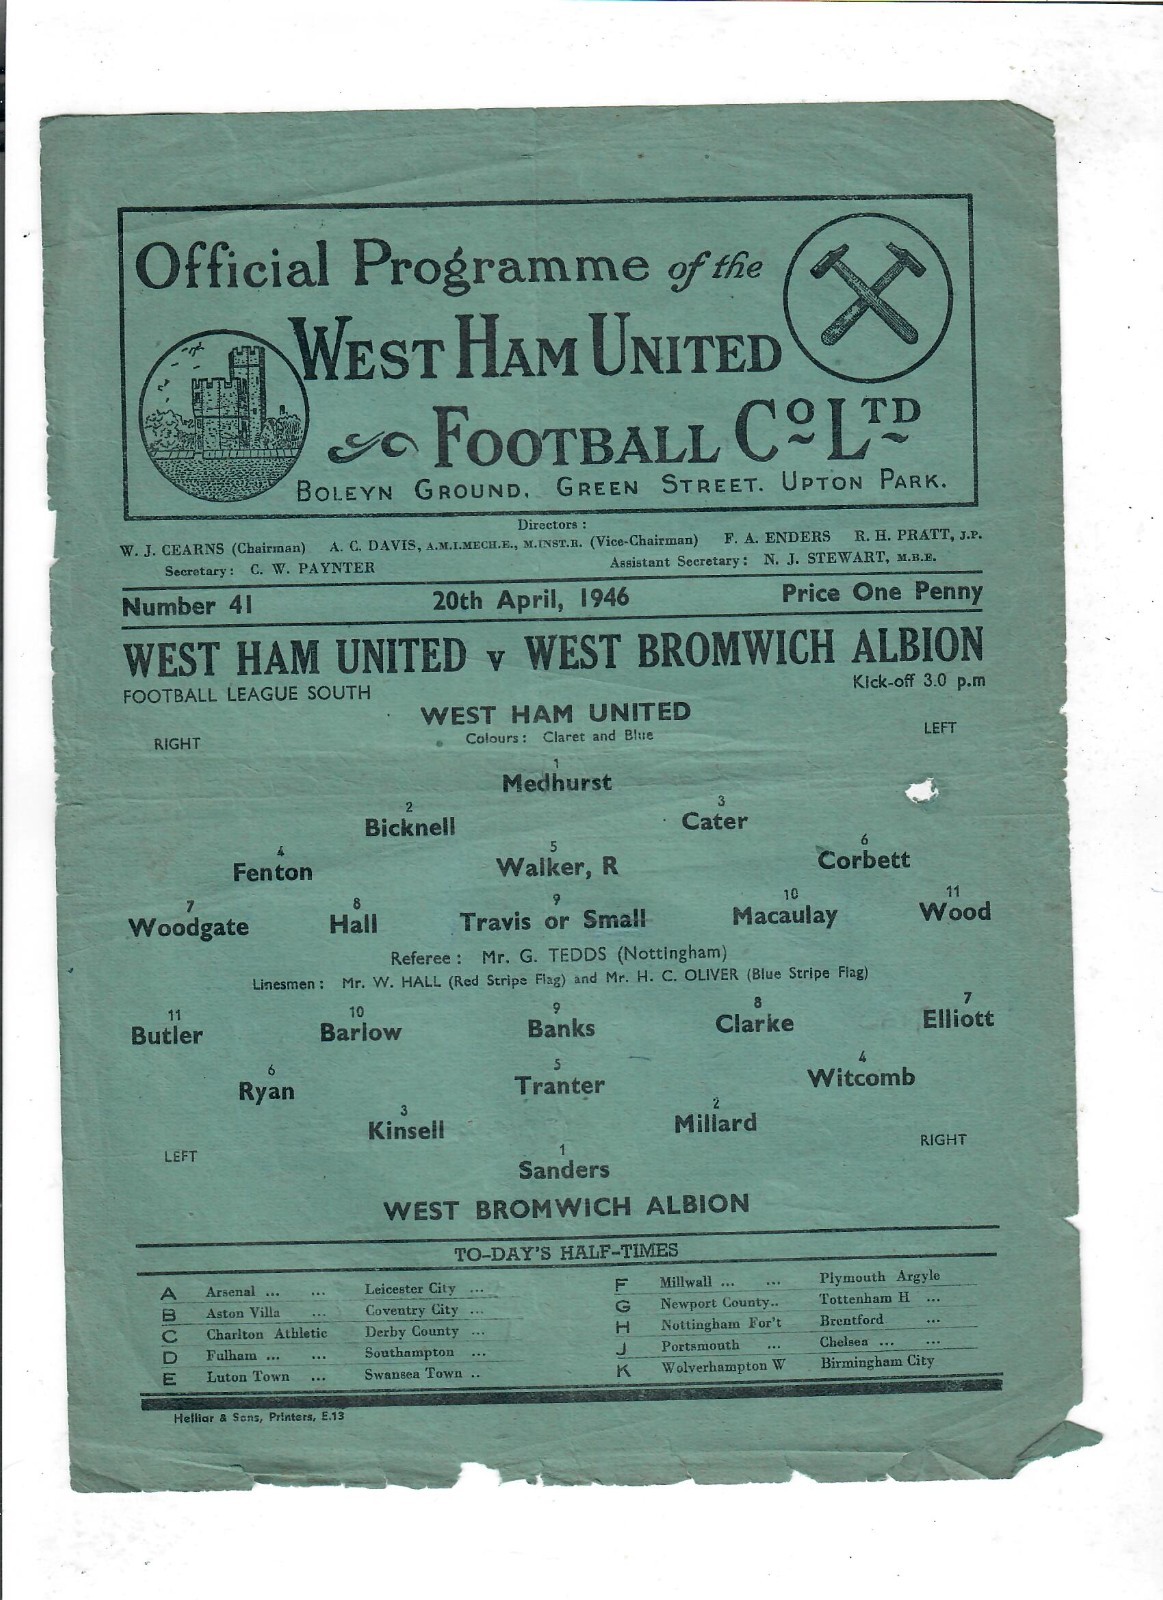 Official Programme of the
WEST HAM UNITED
FOOTBALL CO LTD
BOLEYN GROUND, GREEN STREET. UPTON PARK.
Directors :
W. J. CEARNS (Chairman) A. C. DAVIS, A.M.I.MECH.E., M.INST.R. (Vice-Chairman) F. A. ENDERS R. H. PRATT, J.P.
Secretary : C. W. PAYNTER Assistant Secretary : N. J. STEWART, M.B.E.
Number 41 20th April, 1946 Price One Penny
WEST HAM UNITED v WEST BROMWICH ALBION
FOOTBALL LEAGUE SOUTH Kick-off 3.0 p.m
WEST HAM UNITED
RIGHT Colours : Claret and Blue LEFT
1
Medhurst
2 3
Bicknell Cater
4 5 6
Fenton Walker, R Corbett
7 8 9 10 11
Woodgate Hall Travis or Small Macaulay Wood
Referee : Mr. G. TEDDS (Nottingham)
Linesmen : Mr. W. HALL (Red Stripe Flag) and Mr. H. C. OLIVER (Blue Stripe Flag)
11 10 9 8 7
Butler Barlow Banks Clarke Elliott
6 5 4
Ryan Tranter Witcomb
3 2
Kinsell Millard
LEFT 1 RIGHT
Sanders
WEST BROMWICH ALBION
TO-DAY'S HALF-TIMES
A Arsenal ... ... Leicester City ...
B Aston Villa ... Coventry City ...
C Charlton Athletic Derby County ...
D Fulham ... ... Southampton ...
E Luton Town ... Swansea Town ..
F Millwall ... ... Plymouth Argyle
G Newport County.. Tottenham H ...
H Nottingham For't Brentford ...
J Portsmouth ... Chelsea ... ...
K Wolverhampton W Birmingham City
Helliar & Sons, Printers, E.13